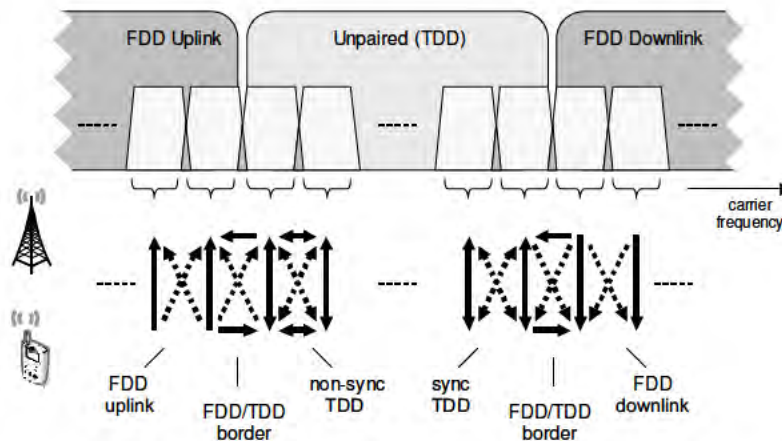 FDD Uplink
Unpaired (TDD)
FDD Downlink
carrier
frequency
FDD
uplink
FDD/TDD
border
non-sync
TDD
sync
TDD
FDD/TDD
border
FDD
downlink